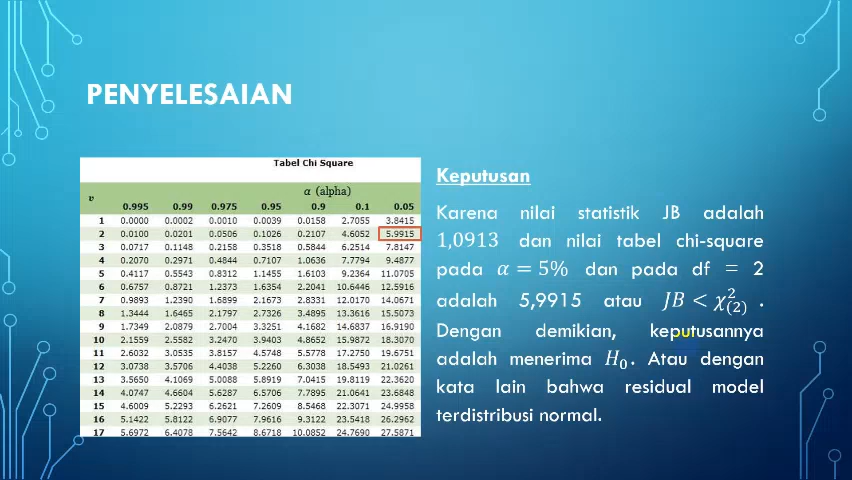 PENYELESAIAN
Tabel Chi Square
v α (alpha)
0.995 0.99 0.975 0.95 0.9 0.1 0.05
1 0.0000 0.0002 0.0010 0.0039 0.0158 2.7055 3.8415
2 0.0100 0.0201 0.0506 0.1026 0.2107 4.6052 5.9915
3 0.0717 0.1148 0.2158 0.3518 0.5844 6.2514 7.8147
4 0.2070 0.2971 0.4844 0.7107 1.0636 7.7794 9.4877
5 0.4117 0.5543 0.8312 1.1455 1.6103 9.2364 11.0705
6 0.6757 0.8721 1.2373 1.6354 2.2041 10.6446 12.5916
7 0.9893 1.2390 1.6899 2.1673 2.8331 12.0170 14.0671
8 1.3444 1.6465 2.1797 2.7326 3.4895 13.3616 15.5073
9 1.7349 2.0879 2.7004 3.3251 4.1682 14.6837 16.9190
10 2.1559 2.5582 3.2470 3.9403 4.8652 15.9872 18.3070
11 2.6032 3.0535 3.8157 4.5748 5.5778 17.2750 19.6751
12 3.0738 3.5706 4.4038 5.2260 6.3038 18.5493 21.0261
13 3.5650 4.1069 5.0088 5.8919 7.0415 19.8119 22.3620
14 4.0747 4.6604 5.6287 6.5706 7.7895 21.0641 23.6848
15 4.6009 5.2293 6.2621 7.2609 8.5468 22.3071 24.9958
16 5.1422 5.8122 6.9077 7.9616 9.3122 23.5418 26.2962
17 5.6972 6.4078 7.5642 8.6718 10.0852 24.7690 27.5871
Keputusan
Karena nilai statistik JB adalah
1,0913 dan nilai tabel chi-square
pada α = 5% dan pada df = 2
adalah 5,9915 atau JB < χ²₍₂₎ .
Dengan demikian, keputusannya
adalah menerima H₀. Atau dengan
kata lain bahwa residual model
terdistribusi normal.